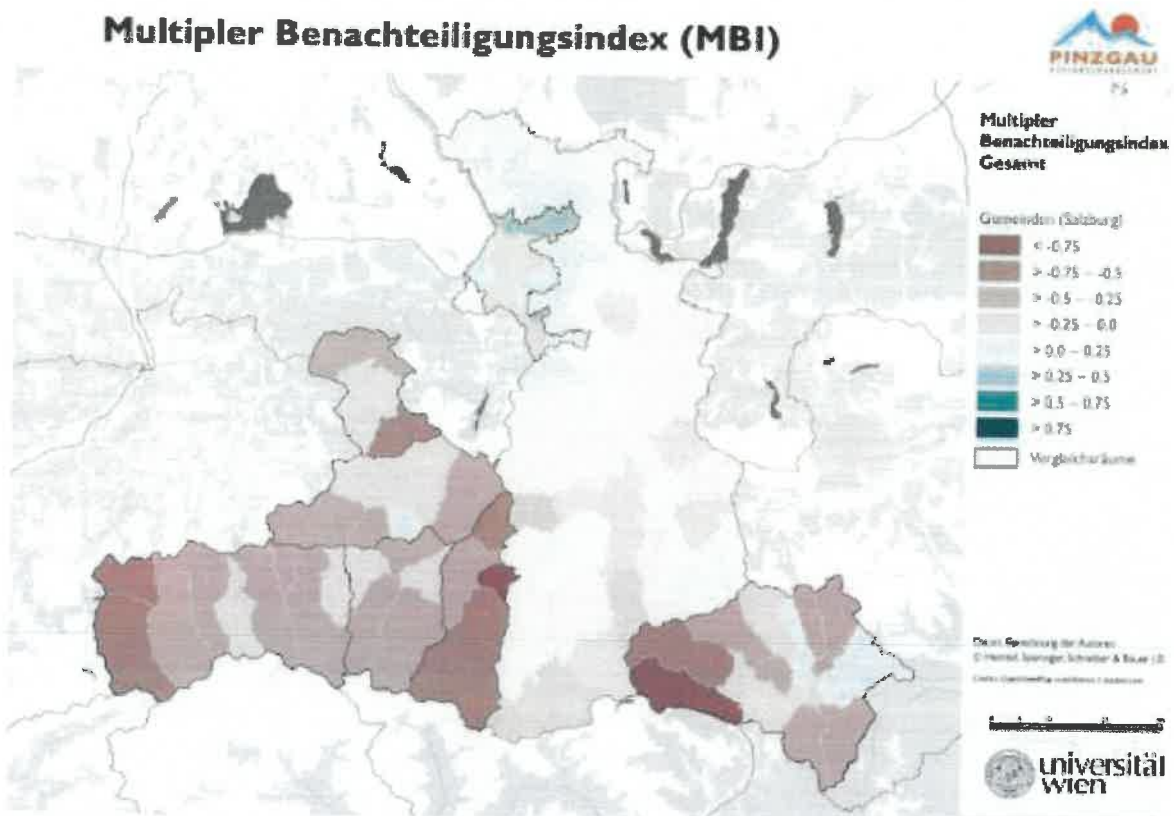 Multipler Benachteiligungsindex (MBI)
PINZGAU
Multipler
Benachteiligungsindex
Gesamt
Gemeinden (Salzburg)
< -0.75
> -0.75 – -0.5
> -0.5 – 0.25
> -0.25 – 0.0
> 0.0 – 0.25
> 0.25 – 0.5
> 0.5 – 0.75
> 0.75
Vergleichsräume
der Autoren
universität
wien